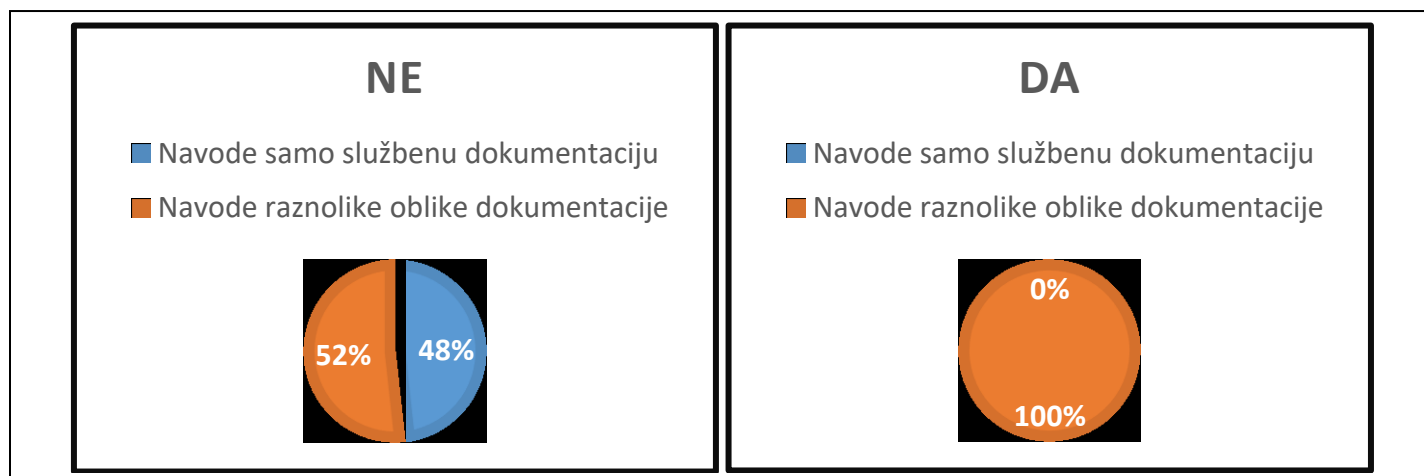 NE
Navode samo službenu dokumentaciju
Navode raznolike oblike dokumentacije
52%
48%
DA
Navode samo službenu dokumentaciju
Navode raznolike oblike dokumentacije
0%
100%